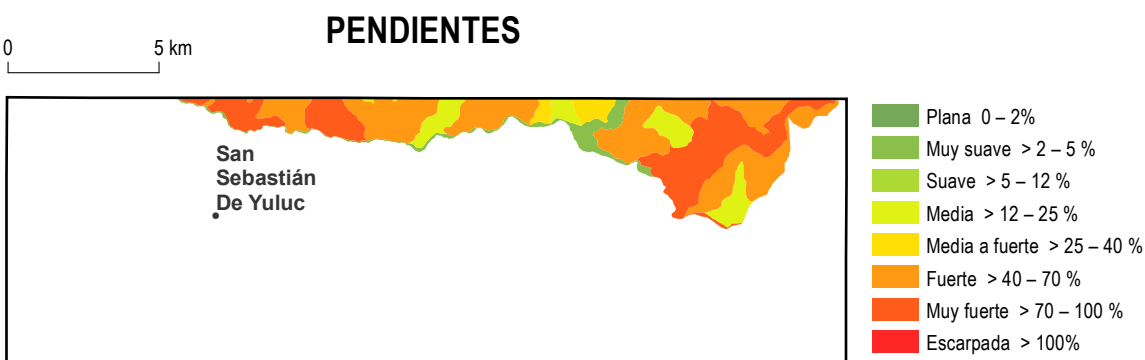 PENDIENTES
0 5 km
San
Sebastián
De Yuluc
Plana 0 – 2%
Muy suave > 2 – 5 %
Suave > 5 – 12 %
Media > 12 – 25 %
Media a fuerte > 25 – 40 %
Fuerte > 40 – 70 %
Muy fuerte > 70 – 100 %
Escarpada > 100%